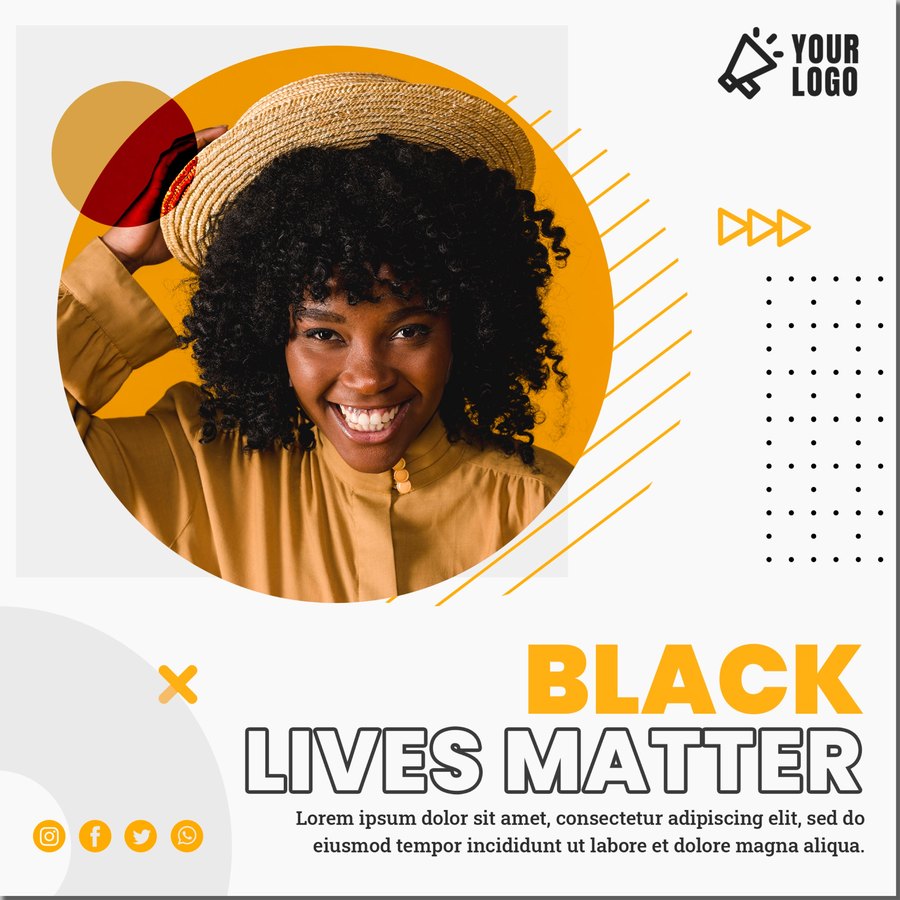 YOUR
LOGO
BLACK
LIVES MATTER
Lorem ipsum dolor sit amet, consectetur adipiscing elit, sed do
eiusmod tempor incididunt ut labore et dolore magna aliqua.